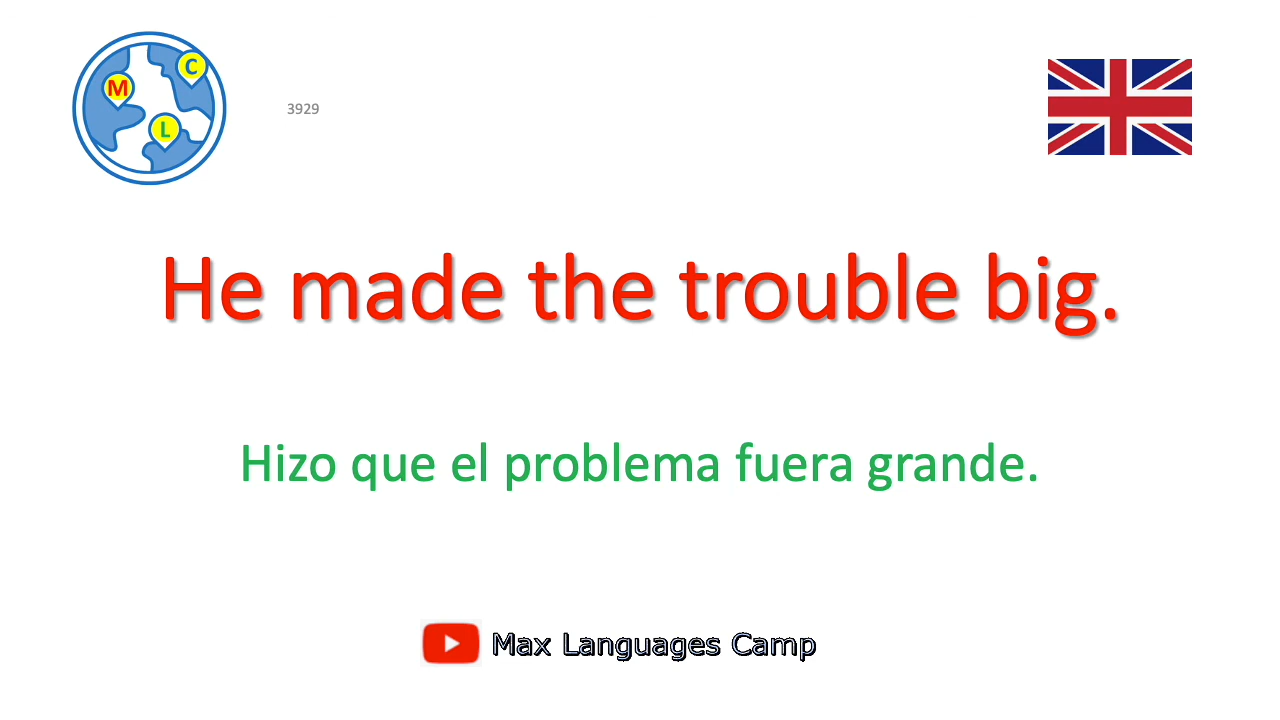 M
C
L
3929
He made the trouble big.
Hizo que el problema fuera grande.
Max Languages Camp